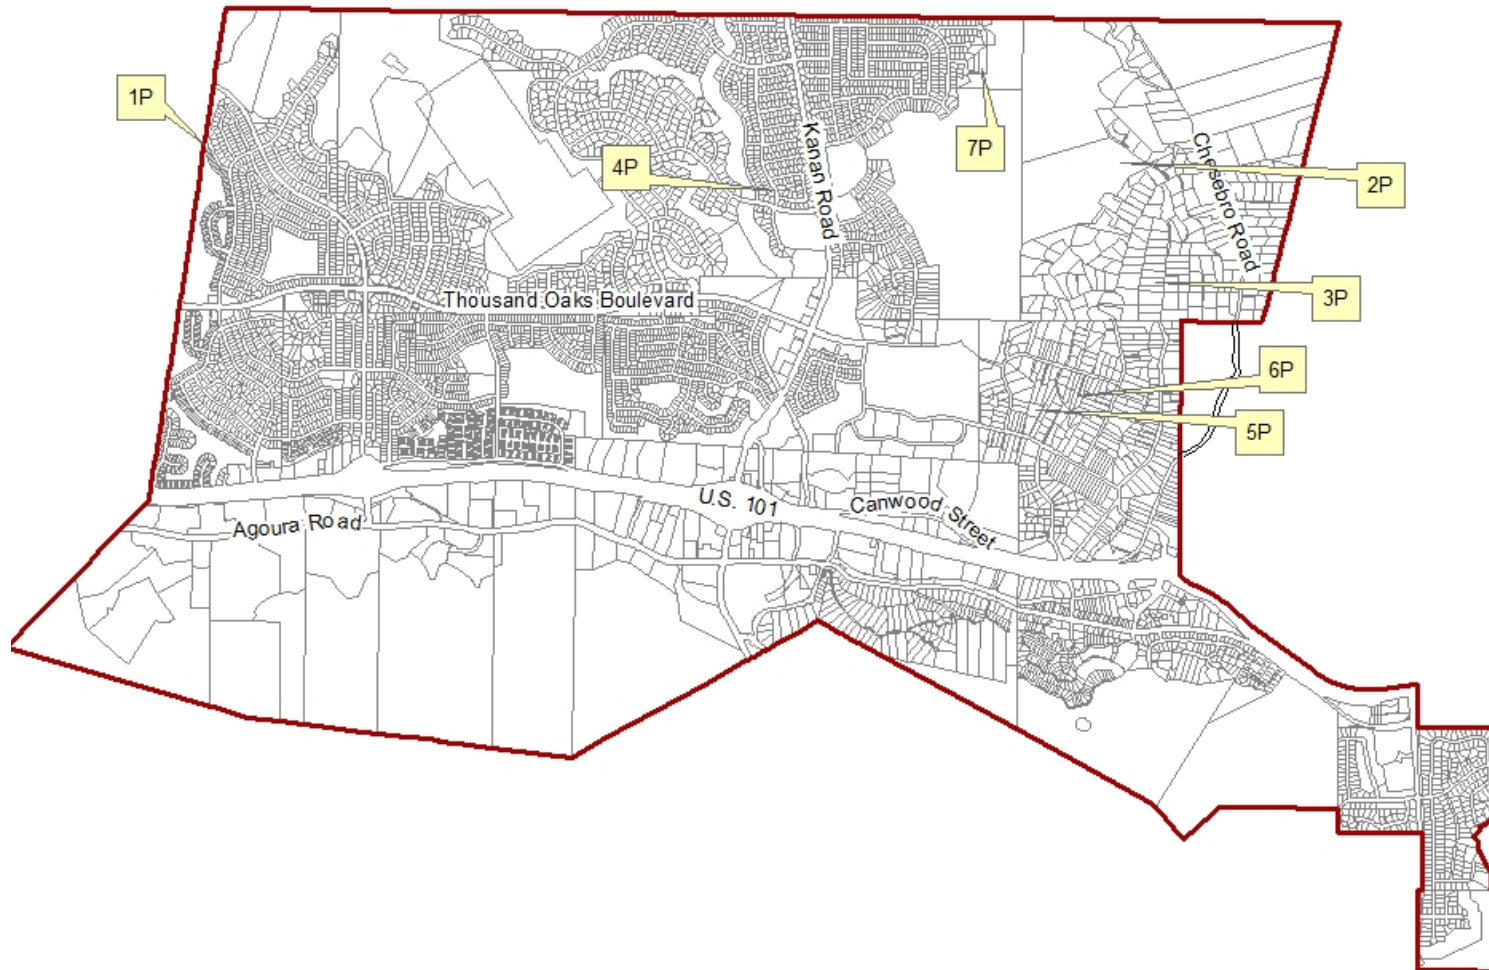 1P
4P
Kanan Road
7P
Chesebro Road
2P
Thousand Oaks Boulevard
3P
6P
5P
U.S. 101
Canwood Street
Agoura Road